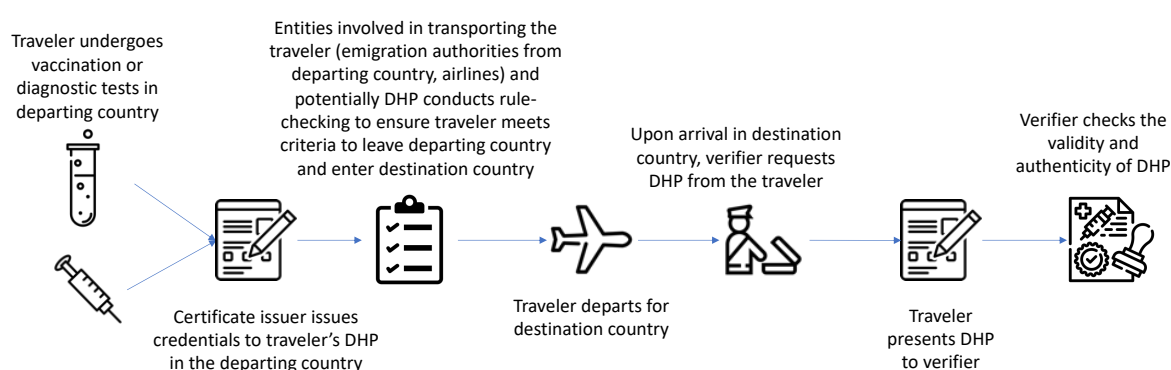 Traveler undergoes
vaccination or
diagnostic tests in
departing country
Certificate issuer issues
credentials to traveler's DHP
in the departing country
Entities involved in transporting the
traveler (emigration authorities from
departing country, airlines) and
potentially DHP conducts rule-
checking to ensure traveler meets
criteria to leave departing country
and enter destination country
Traveler departs for
destination country
Upon arrival in destination
country, verifier requests
DHP from the traveler
Traveler
presents DHP
to verifier
Verifier checks the
validity and
authenticity of DHP